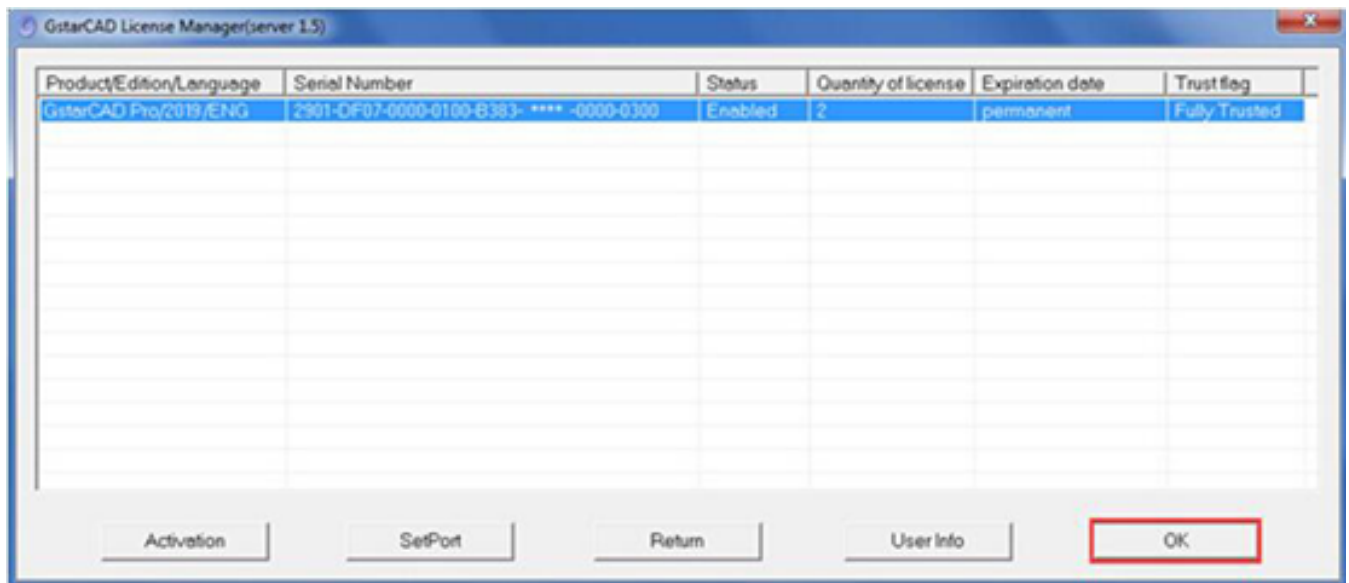 GstarCAD License Manager(server 1.5)
Product/Edition/Language Serial Number Status Quantity of license Expiration date Trust flag
GstarCAD Pro/2019/ENG 2901-DF07-0000-0100-B383- **** -0000-0300 Enabled 2 permanent Fully Trusted
Activation SetPort Return User Info OK